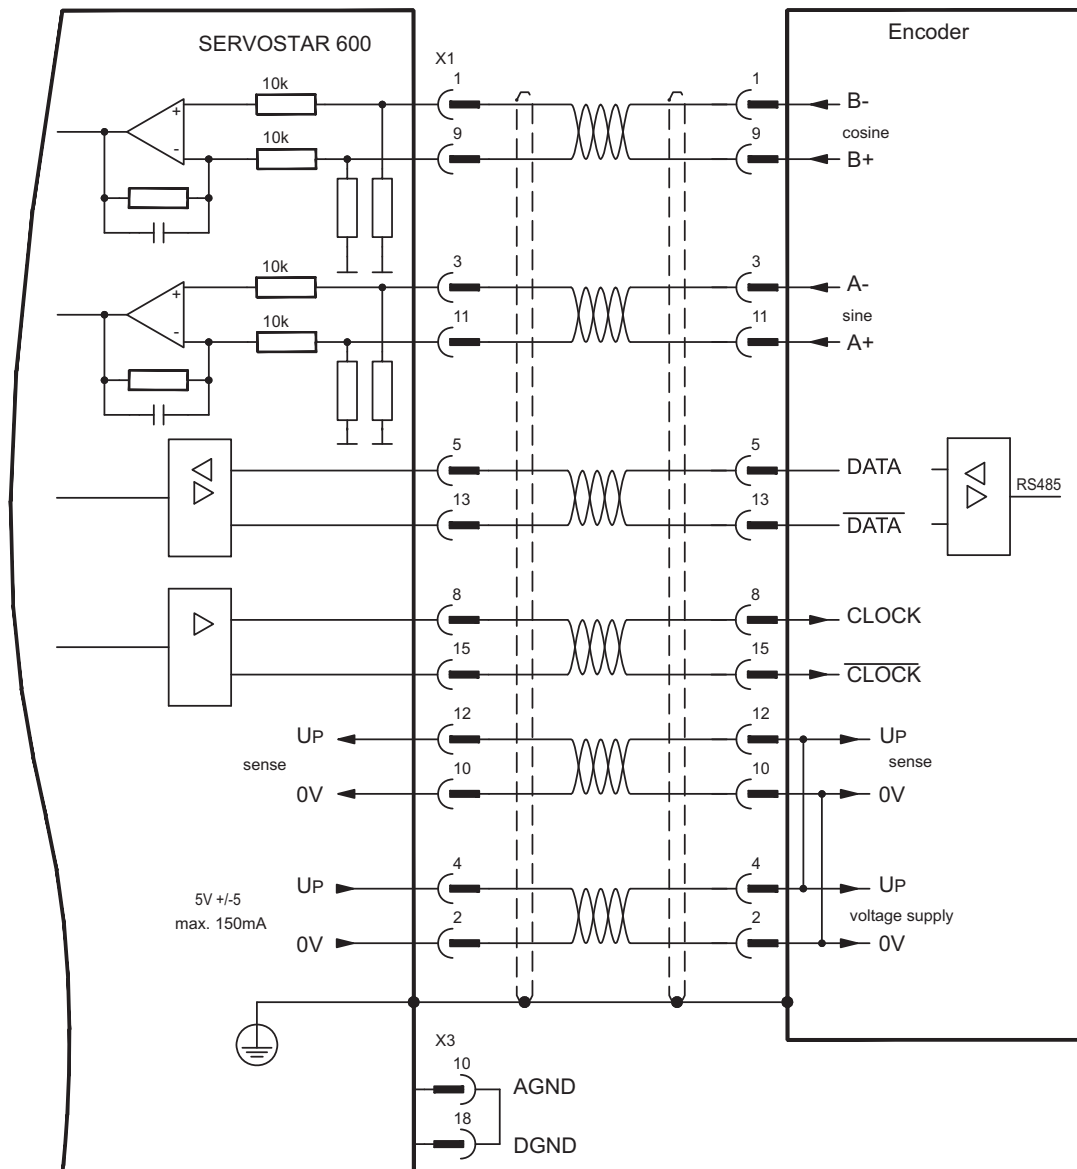 SERVOSTAR 600
X1
Encoder
10k
1
1
B-
cosine
10k
9
9
B+
10k
3
3
A-
sine
10k
11
11
A+
+
-
+
-
5
5
DATA
RS485
13
13
DATA
8
8
CLOCK
15
15
CLOCK
UP
12
12
UP
sense
sense
0V
10
10
0V
5V +/-5
max. 150mA
UP
4
4
UP
voltage supply
0V
2
2
0V
X3
10
AGND
18
DGND